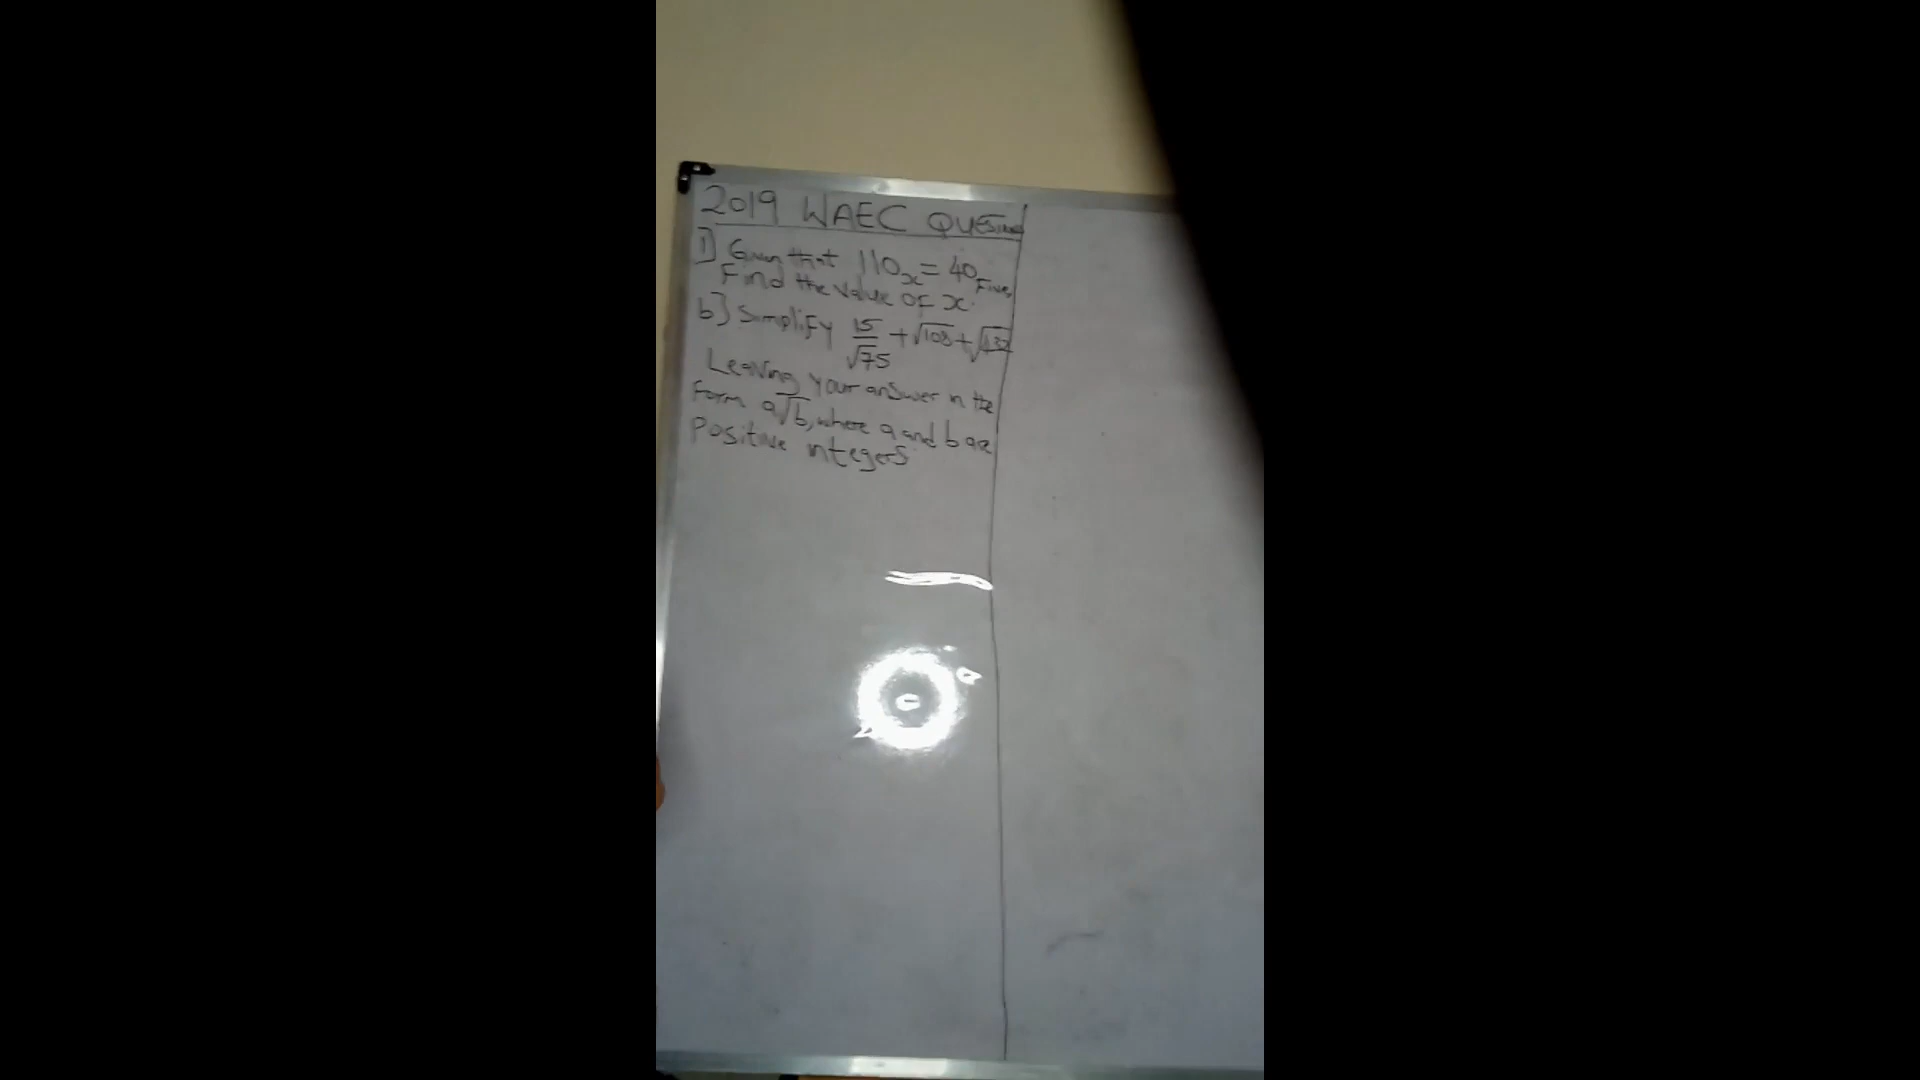 2019 WAEC QUESTION
1] Given that 110ₓ = 40Five,
Find the value of x.
b] Simplify 15/√75 + √108 + √432
Leaving your answer in the
Form a√b, where a and b are
Positive integers